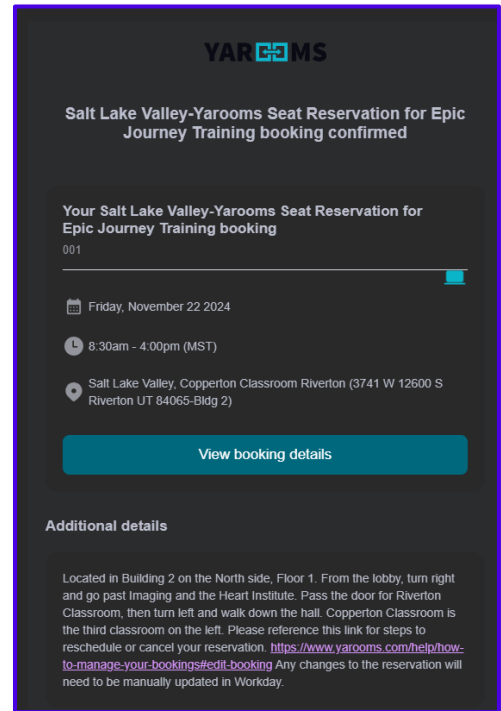 YAROOMS
Salt Lake Valley-Yarooms Seat Reservation for Epic
Journey Training booking confirmed
Your Salt Lake Valley-Yarooms Seat Reservation for
Epic Journey Training booking
001
Friday, November 22 2024
8:30am - 4:00pm (MST)
Salt Lake Valley, Copperton Classroom Riverton (3741 W 12600 S
Riverton UT 84065-Bldg 2)
View booking details
Additional details
Located in Building 2 on the North side, Floor 1. From the lobby, turn right
and go past Imaging and the Heart Institute. Pass the door for Riverton
Classroom, then turn left and walk down the hall. Copperton Classroom is
the third classroom on the left. Please reference this link for steps to
reschedule or cancel your reservation. https://www.yarooms.com/help/how-
to-manage-your-bookings#edit-booking Any changes to the reservation will
need to be manually updated in Workday.